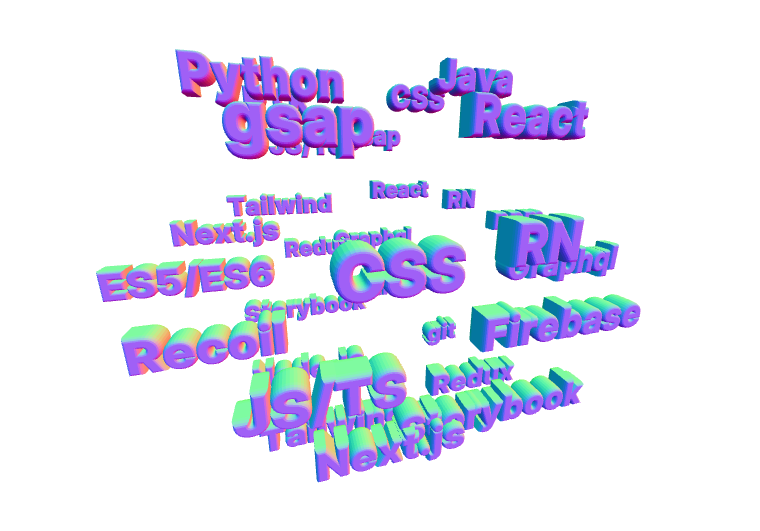 Python
Java
CSS
gsap
React
React
RN
Tailwind
Next.js
RN
Redux
Graphql
CSS
Graphql
ES5/ES6
Storybook
Firebase
git
Recoil
Redux
JS/TS
Storybook
Tailwind
Next.js